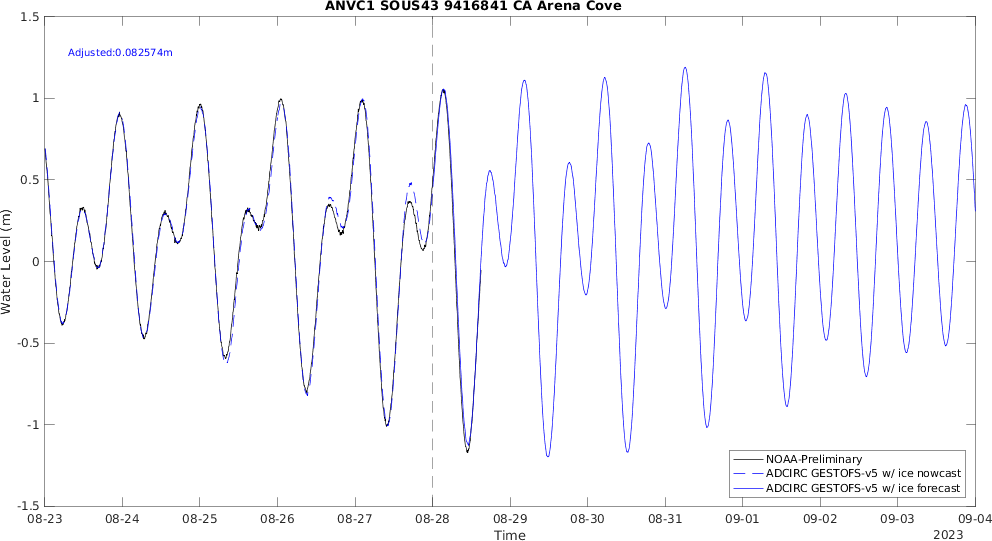 ANVC1 SOUS43 9416841 CA Arena Cove
Adjusted:0.082574m
1.5
1
0.5
0
-0.5
-1
-1.5
Water Level (m)
NOAA-Preliminary
ADCIRC GESTOFS-v5 w/ ice nowcast
ADCIRC GESTOFS-v5 w/ ice forecast
08-23 08-24 08-25 08-26 08-27 08-28 08-29 08-30 08-31 09-01 09-02 09-03 09-04
Time
2023